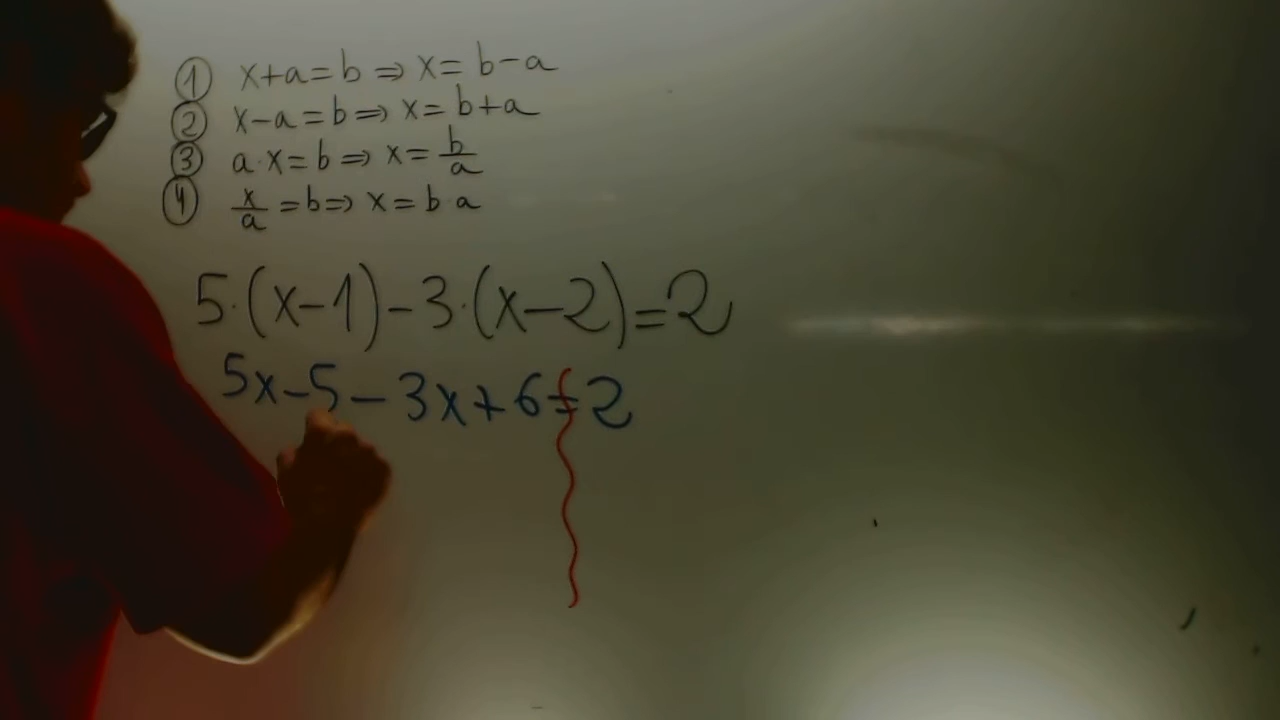 ① x+a=b⇒x=b-a
② x-a=b⇒x=b+a
③ a·x=b⇒x=b/a
④ x/a=b⇒x=b·a
5·(x-1)-3·(x-2)=2
5x-5-3x+6=2